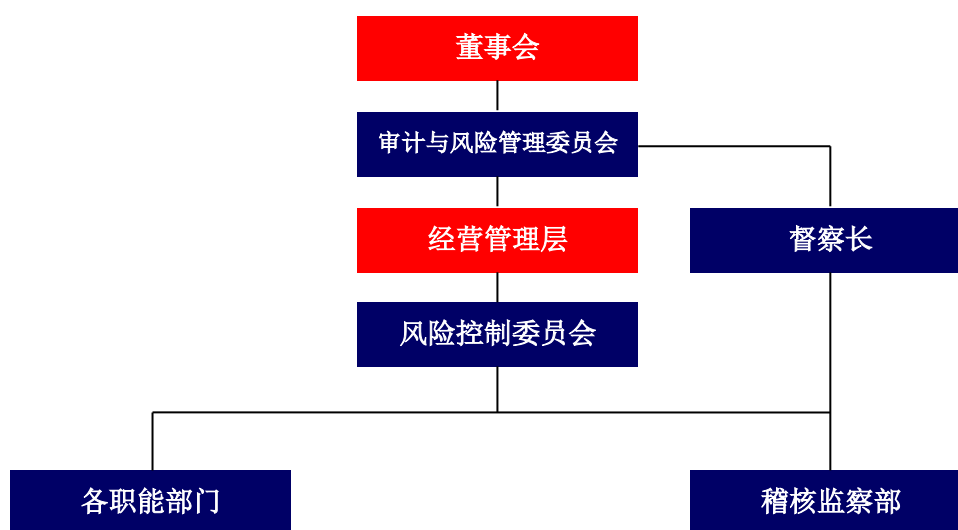 董事会
审计与风险管理委员会
经营管理层
督察长
风险控制委员会
各职能部门
稽核监察部